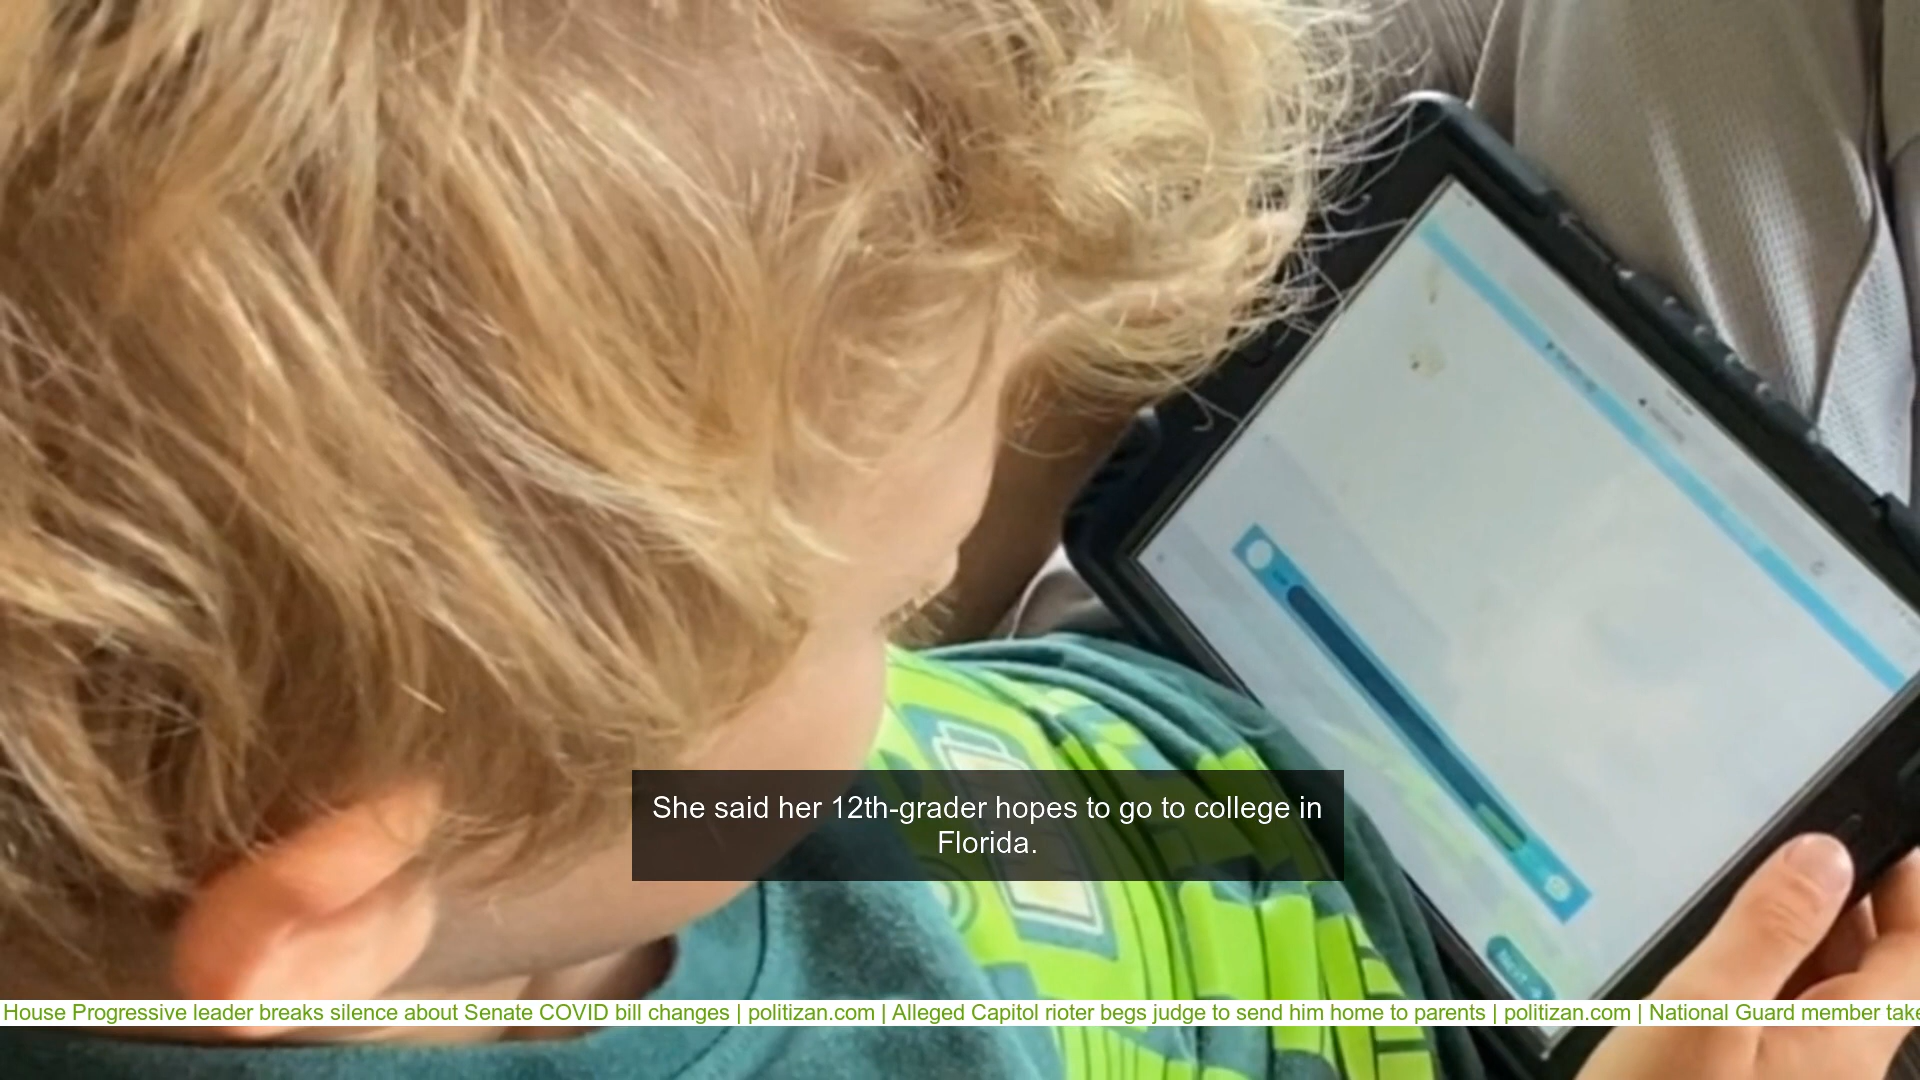 She said her 12th-grader hopes to go to college in
Florida.
House Progressive leader breaks silence about Senate COVID bill changes | politizan.com | Alleged Capitol rioter begs judge to send him home to parents | politizan.com | National Guard member take